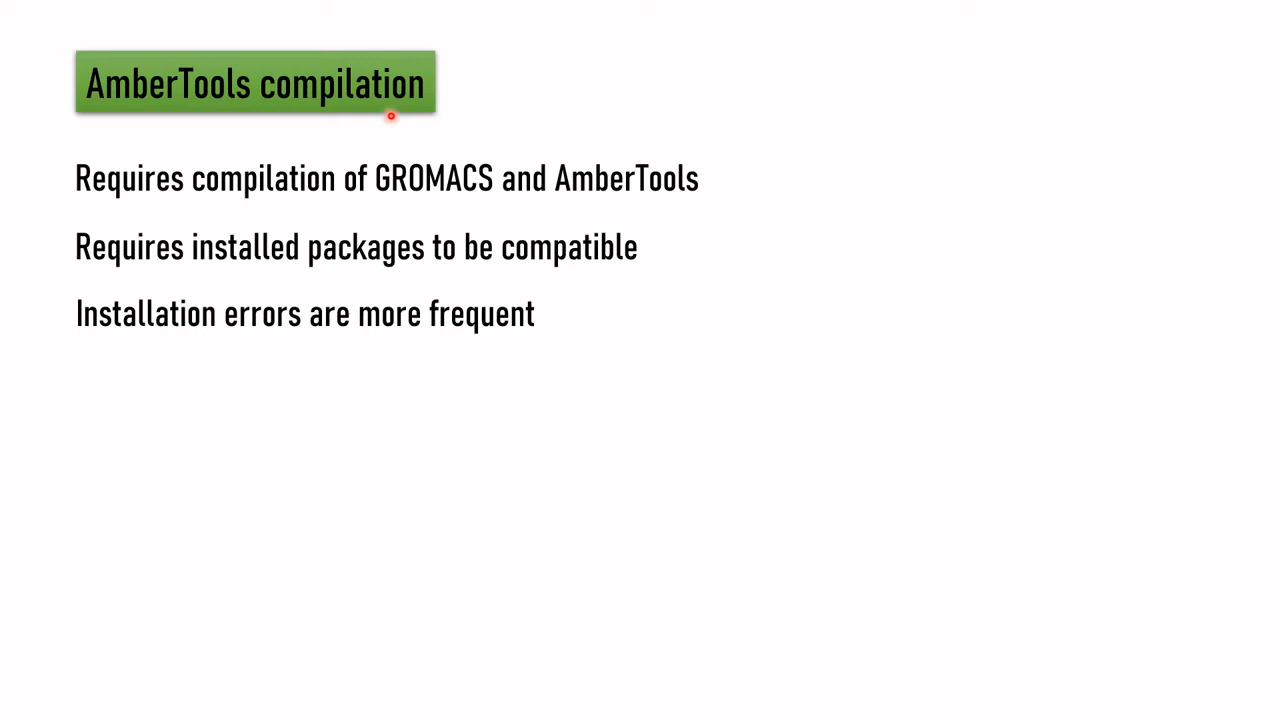 AmberTools compilation
Requires compilation of GROMACS and AmberTools
Requires installed packages to be compatible
Installation errors are more frequent